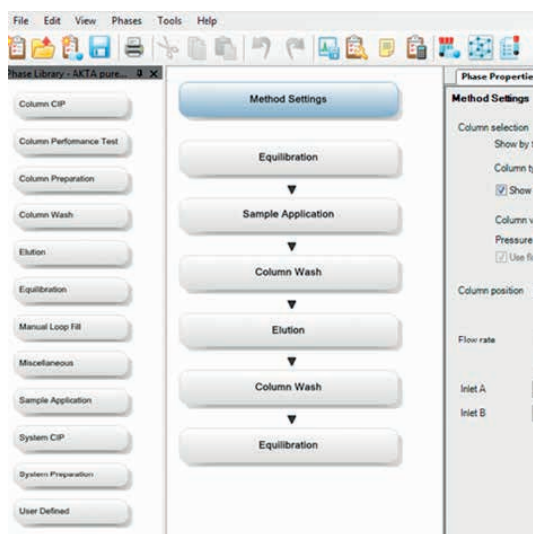 File Edit View Phases Tools Help
Phase Library - AKTA pure...
Column CIP
Column Performance Test
Column Preparation
Column Wash
Elution
Equilibration
Manual Loop Fill
Miscellaneous
Sample Application
System CIP
System Preparation
User Defined
Method Settings
Equilibration
Sample Application
Column Wash
Elution
Column Wash
Equilibration
Phase Propertie
Method Settings
Column selection
Show by
Column
Show
Column v
Pressure
Use
Column position
Flow rate
Inlet A
Inlet B